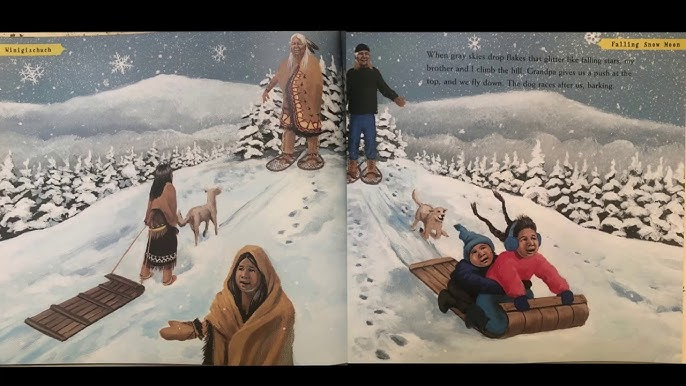 Winigischuch
Falling Snow Moon
When gray skies drop flakes that glitter like falling stars, my
brother and I climb the hill. Grandpa gives us a push at the
top, and we fly down. The dog races after us, barking.